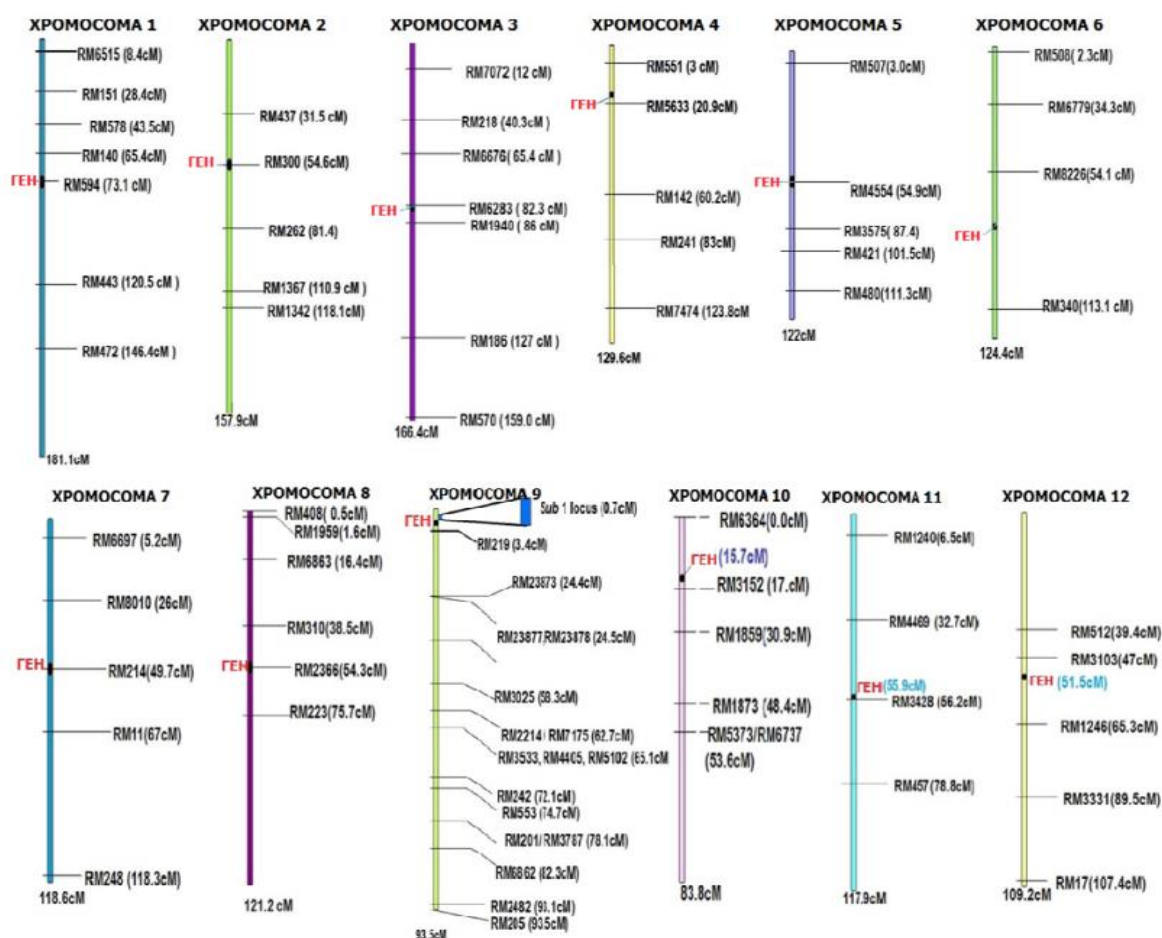 ХРОМОСОМА 1
RM6515 (8.4cM)
RM151 (28.4cM)
RM578 (43.5cM)
RM140 (65.4cM)
ГЕН
RM594 (73.1 cM)
RM443 (120.5 cM )
RM472 (146.4cM )
181.1cM
ХРОМОСОМА 2
RM437 (31.5 cM)
ГЕН
RM300 (54.6cM)
RM262 (81.4)
RM1367 (110.9 cM )
RM1342 (118.1cM)
157.9cM
ХРОМОСОМА 3
RM7072 (12 cM)
RM218 (40.3cM )
RM6676( 65.4 cM )
RM6283 ( 82.3 cM)
ГЕН
RM1940 ( 86 cM)
RM186 (127 cM )
RM570 (159.0 cM)
166.4cM
ХРОМОСОМА 4
RM551 (3 cM)
ГЕН
RM5633 (20.9cM)
RM142 (60.2cM)
RM241 (83cM)
RM7474 (123.8cM
129.6cM
ХРОМОСОМА 5
RM507(3.0cM)
ГЕН
RM4554 (54.9cM)
RM3575( 87.4)
RM421 (101.5cM)
RM480(111.3cM)
122cM
ХРОМОСОМА 6
RM508( 2.3cM)
RM6779(34.3cM)
RM8226(54.1 cM)
ГЕН
RM340(113.1 cM)
124.4cM
ХРОМОСОМА 7
RM6697 (5.2cM)
RM8010 (26cM)
ГЕН
RM214(49.7cM)
RM11(67cM)
RM248 (118.3cM)
118.6cM
ХРОМОСОМА 8
RM408( 0.5cM)
RM1959(1.6cM)
RM6863 (16.4cM)
RM310(38.5cM)
ГЕН
RM2366(54.3cM)
RM223(75.7cM)
121.2 cM
ХРОМОСОМА 9
Sub 1 locus (0.7cM)
ГЕН
RM219 (3.4cM)
RM23873 (24.4cM)
RM23877/RM23878 (24.5cM)
RM3025 (58.3cM)
RM2214/ RM7175 (62.7cM)
RM3533, RM4405, RM5102 (65.1cM
RM242 (72.1cM)
RM553 (74.7cM)
RM201/RM3787 (78.1cM)
RM6862 (82.3cM)
RM2482 (93.1cM)
RM205 (93.5cM)
93.5cM
ХРОМОСОМА 10
RM6364(0.0cM)
ГЕН (15.7cM)
RM3152 (17.cM)
RM1859(30.9cM)
RM1873 (48.4cM)
RM5373/RM6737
(53.6cM)
83.8cM
ХРОМОСОМА 11
RM1240(6.5cM)
RM4469 (32.7cM)
ГЕН (55.9cM)
RM3428 (56.2cM)
RM457(78.8cM)
117.9cM
ХРОМОСОМА 12
RM512(39.4cM)
RM3103(47cM)
ГЕН (51.5cM)
RM1246(65.3cM)
RM3331(89.5cM)
RM17(107.4cM)
109.2cM